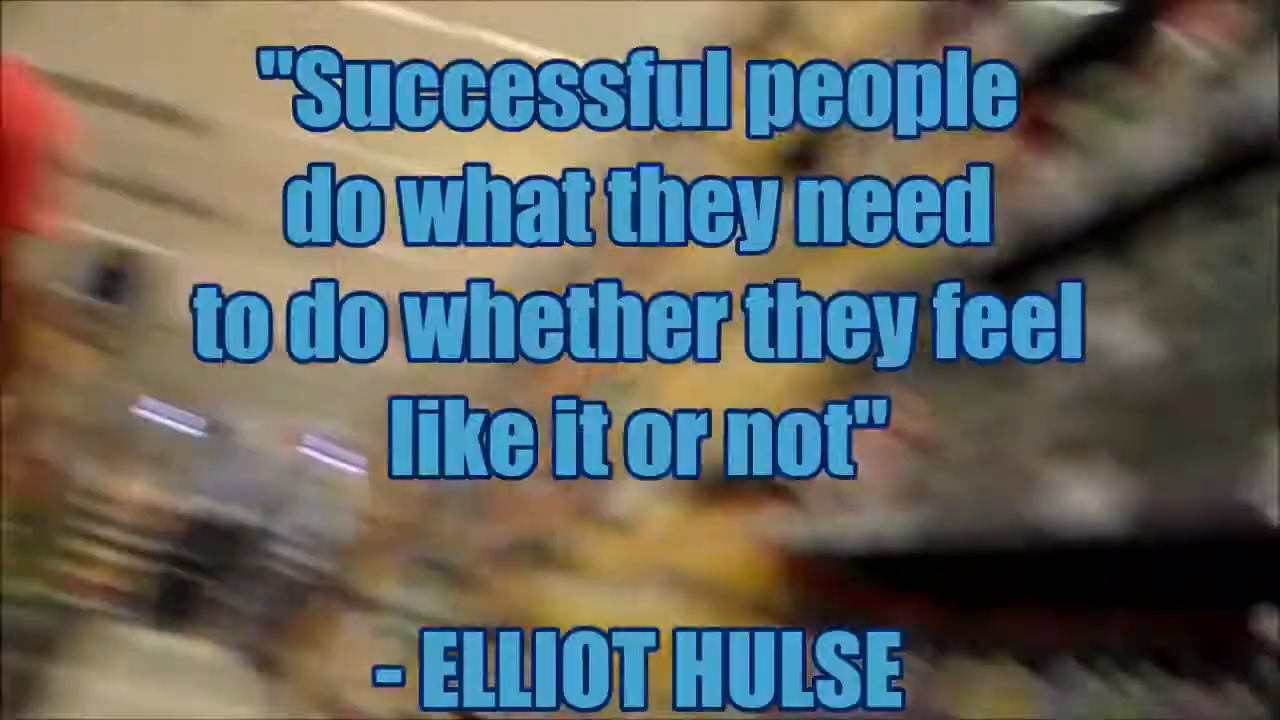 "Successful people
do what they need
to do whether they feel
like it or not"
- ELLIOT HULSE